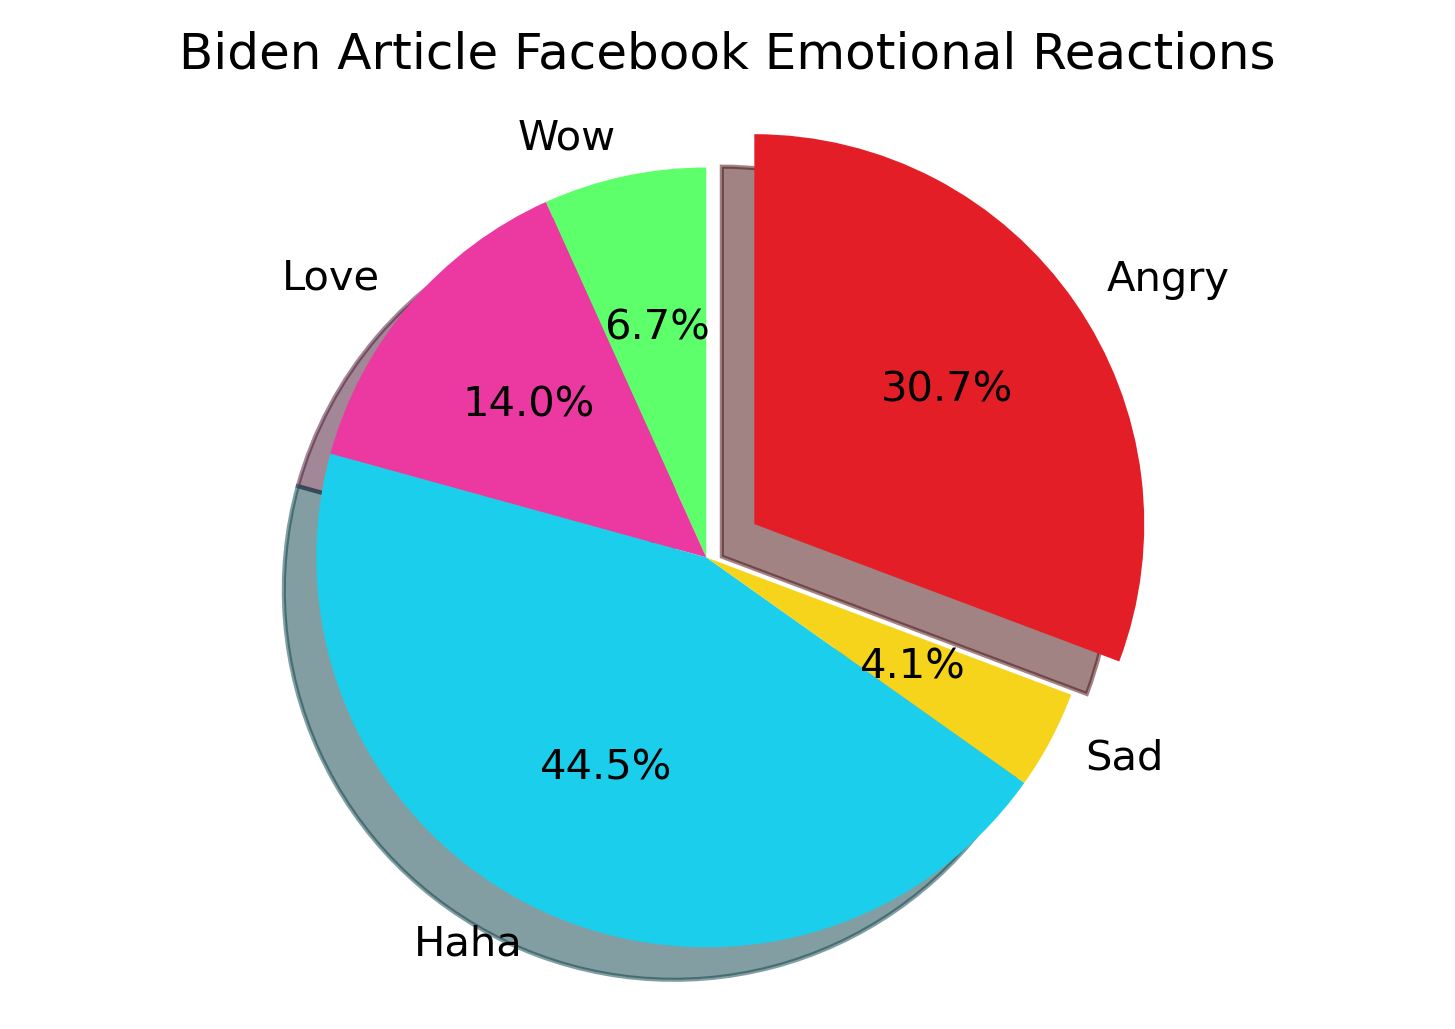 Biden Article Facebook Emotional Reactions
Wow
Love
Angry
6.7%
30.7%
14.0%
4.1%
Sad
44.5%
Haha